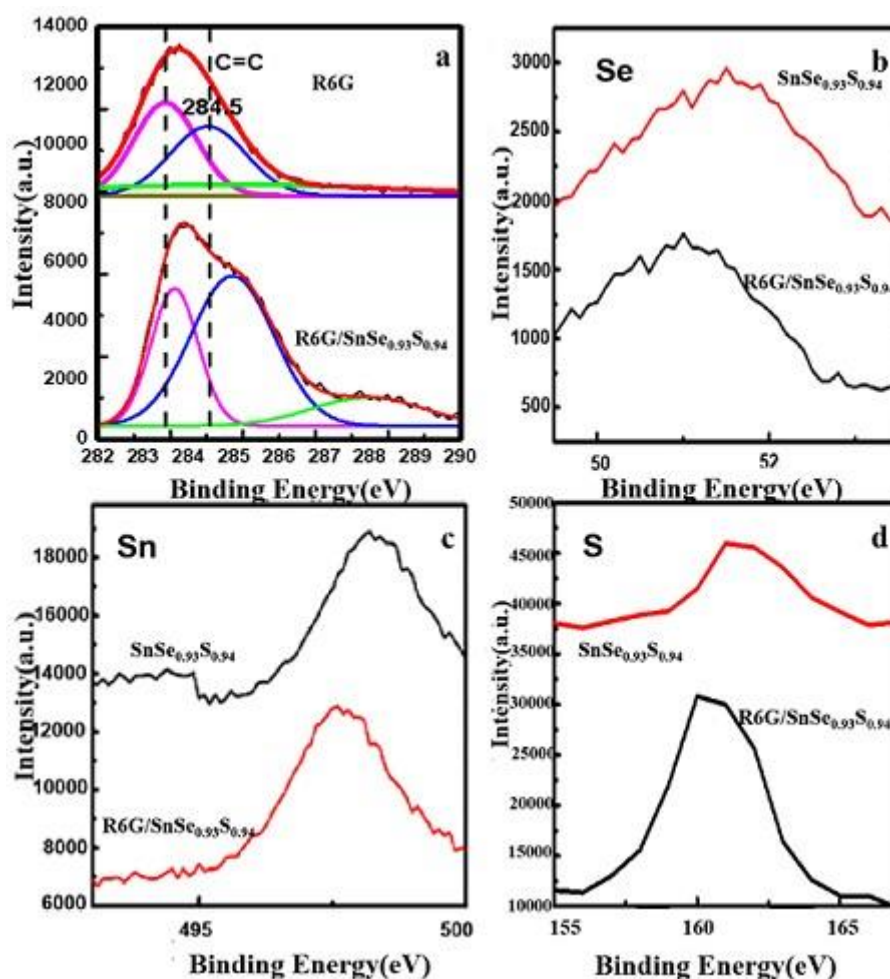 14000
12000
10000
8000
6000
4000
2000
0
Intensity(a.u.)
a
C=C
R6G
284.5
R6G/SnSe0.93S0.94
282 283 284 285 286 287 288 289 290
Binding Energy(eV)
3000
2500
2000
1500
1000
500
Intensity(a.u.)
Se
b
SnSe0.93S0.94
R6G/SnSe0.93S0.94
50 52
Binding Energy(eV)
18000
16000
14000
12000
10000
8000
6000
Intensity(a.u.)
Sn
c
SnSe0.93S0.94
R6G/SnSe0.93S0.94
495 500
Binding Energy(eV)
50000
45000
40000
35000
30000
25000
20000
15000
10000
Intensity(a.u.)
S
d
SnSe0.93S0.94
R6G/SnSe0.93S0.94
155 160 165
Binding Energy(eV)